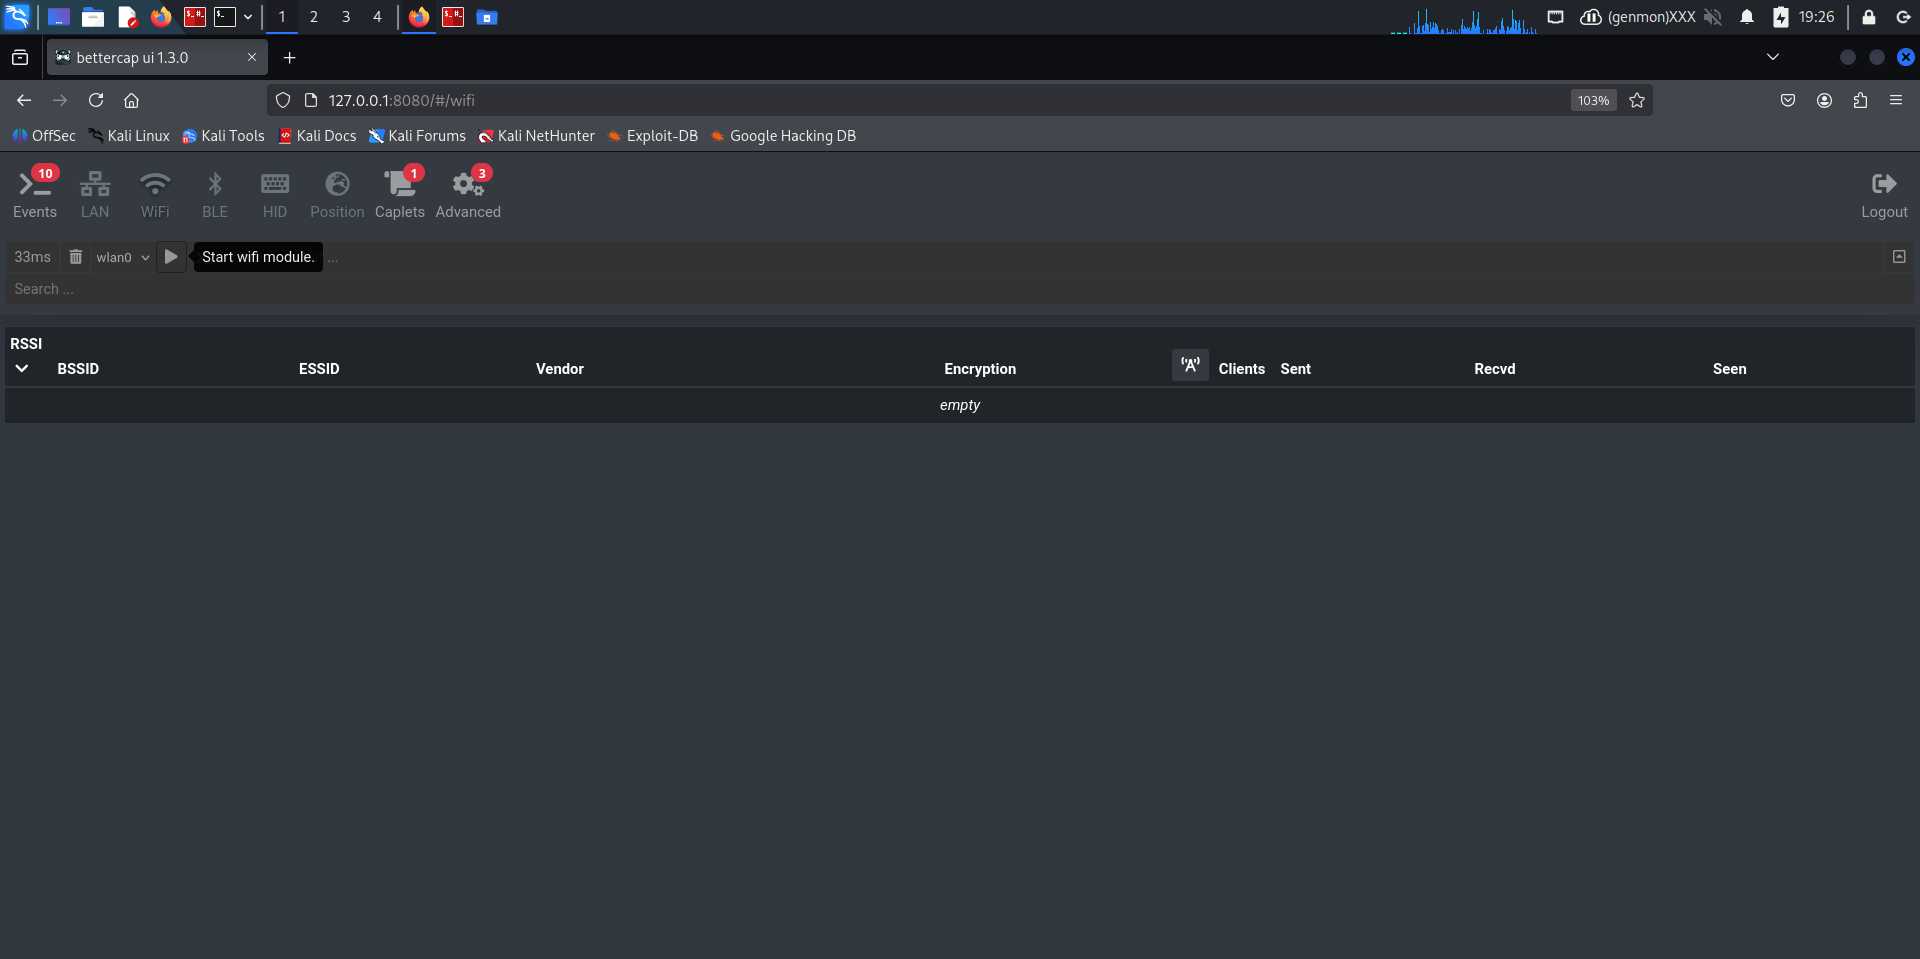 1 2 3 4 (genmon)XXX 19:26
bettercap ui 1.3.0
127.0.0.1:8080/#/wifi 103%
OffSec Kali Linux Kali Tools Kali Docs Kali Forums Kali NetHunter Exploit-DB Google Hacking DB
10 1 3
Events LAN WiFi BLE HID Position Caplets Advanced Logout
33ms wlan0 Start wifi module. ...
Search ...
RSSI
BSSID ESSID Vendor Encryption Clients Sent Recvd Seen
empty